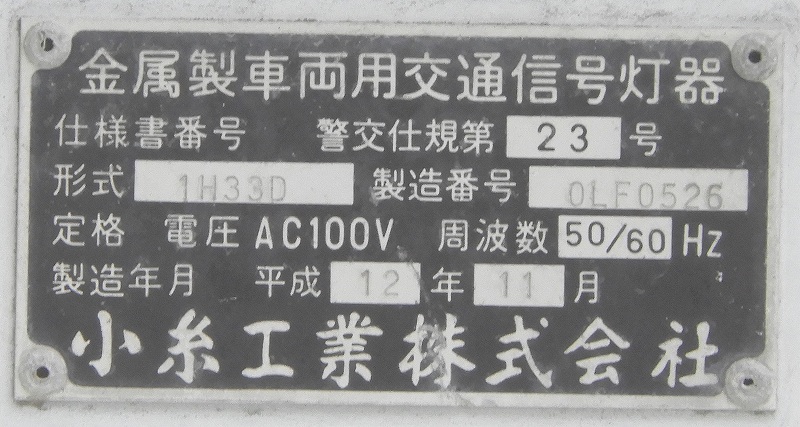 金属製車両用交通信号灯器
仕様書番号 警交仕規第 23 号
形式 1H33D 製造番号 0LF0526
定格 電圧 AC100V 周波数 50/60 Hz
製造年月 平成 12 年 11 月
小糸工業株式会社